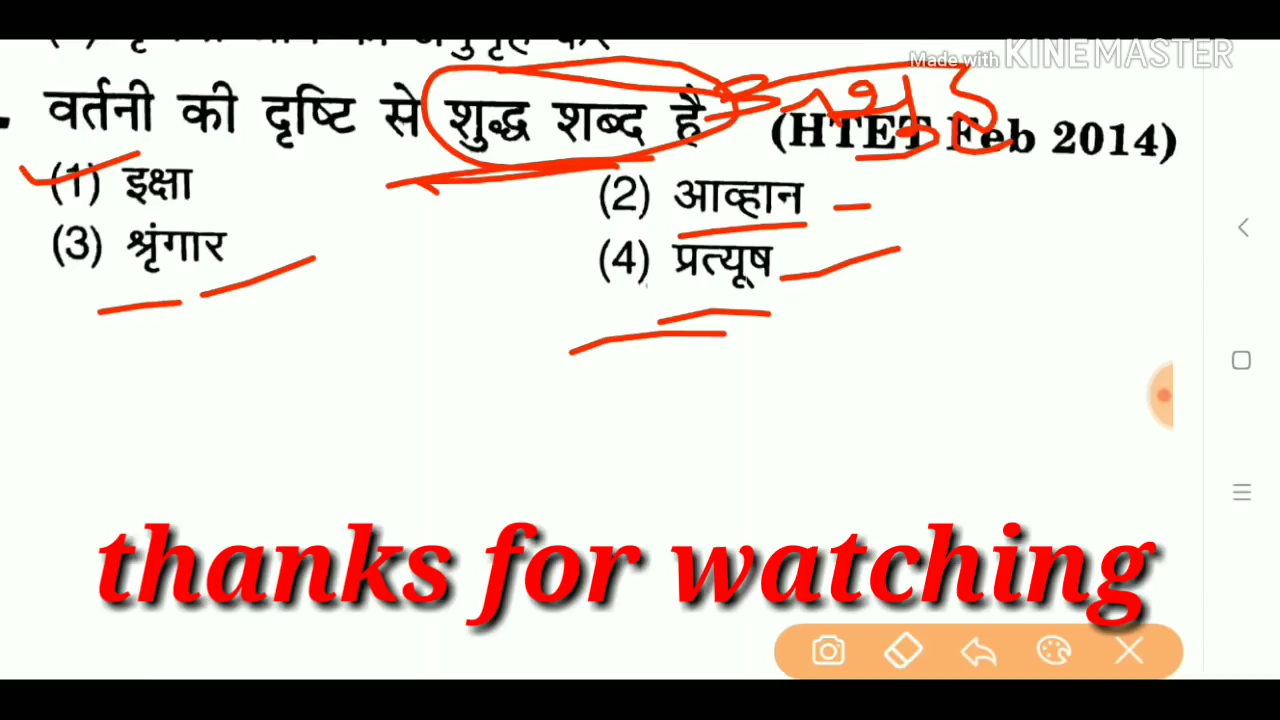 Made with KINEMASTER
वर्तनी की दृष्टि से शुद्ध शब्द है (HTET Feb 2014)
(1) इक्षा (2) आव्हान
(3) श्रृंगार (4) प्रत्यूष
thanks for watching